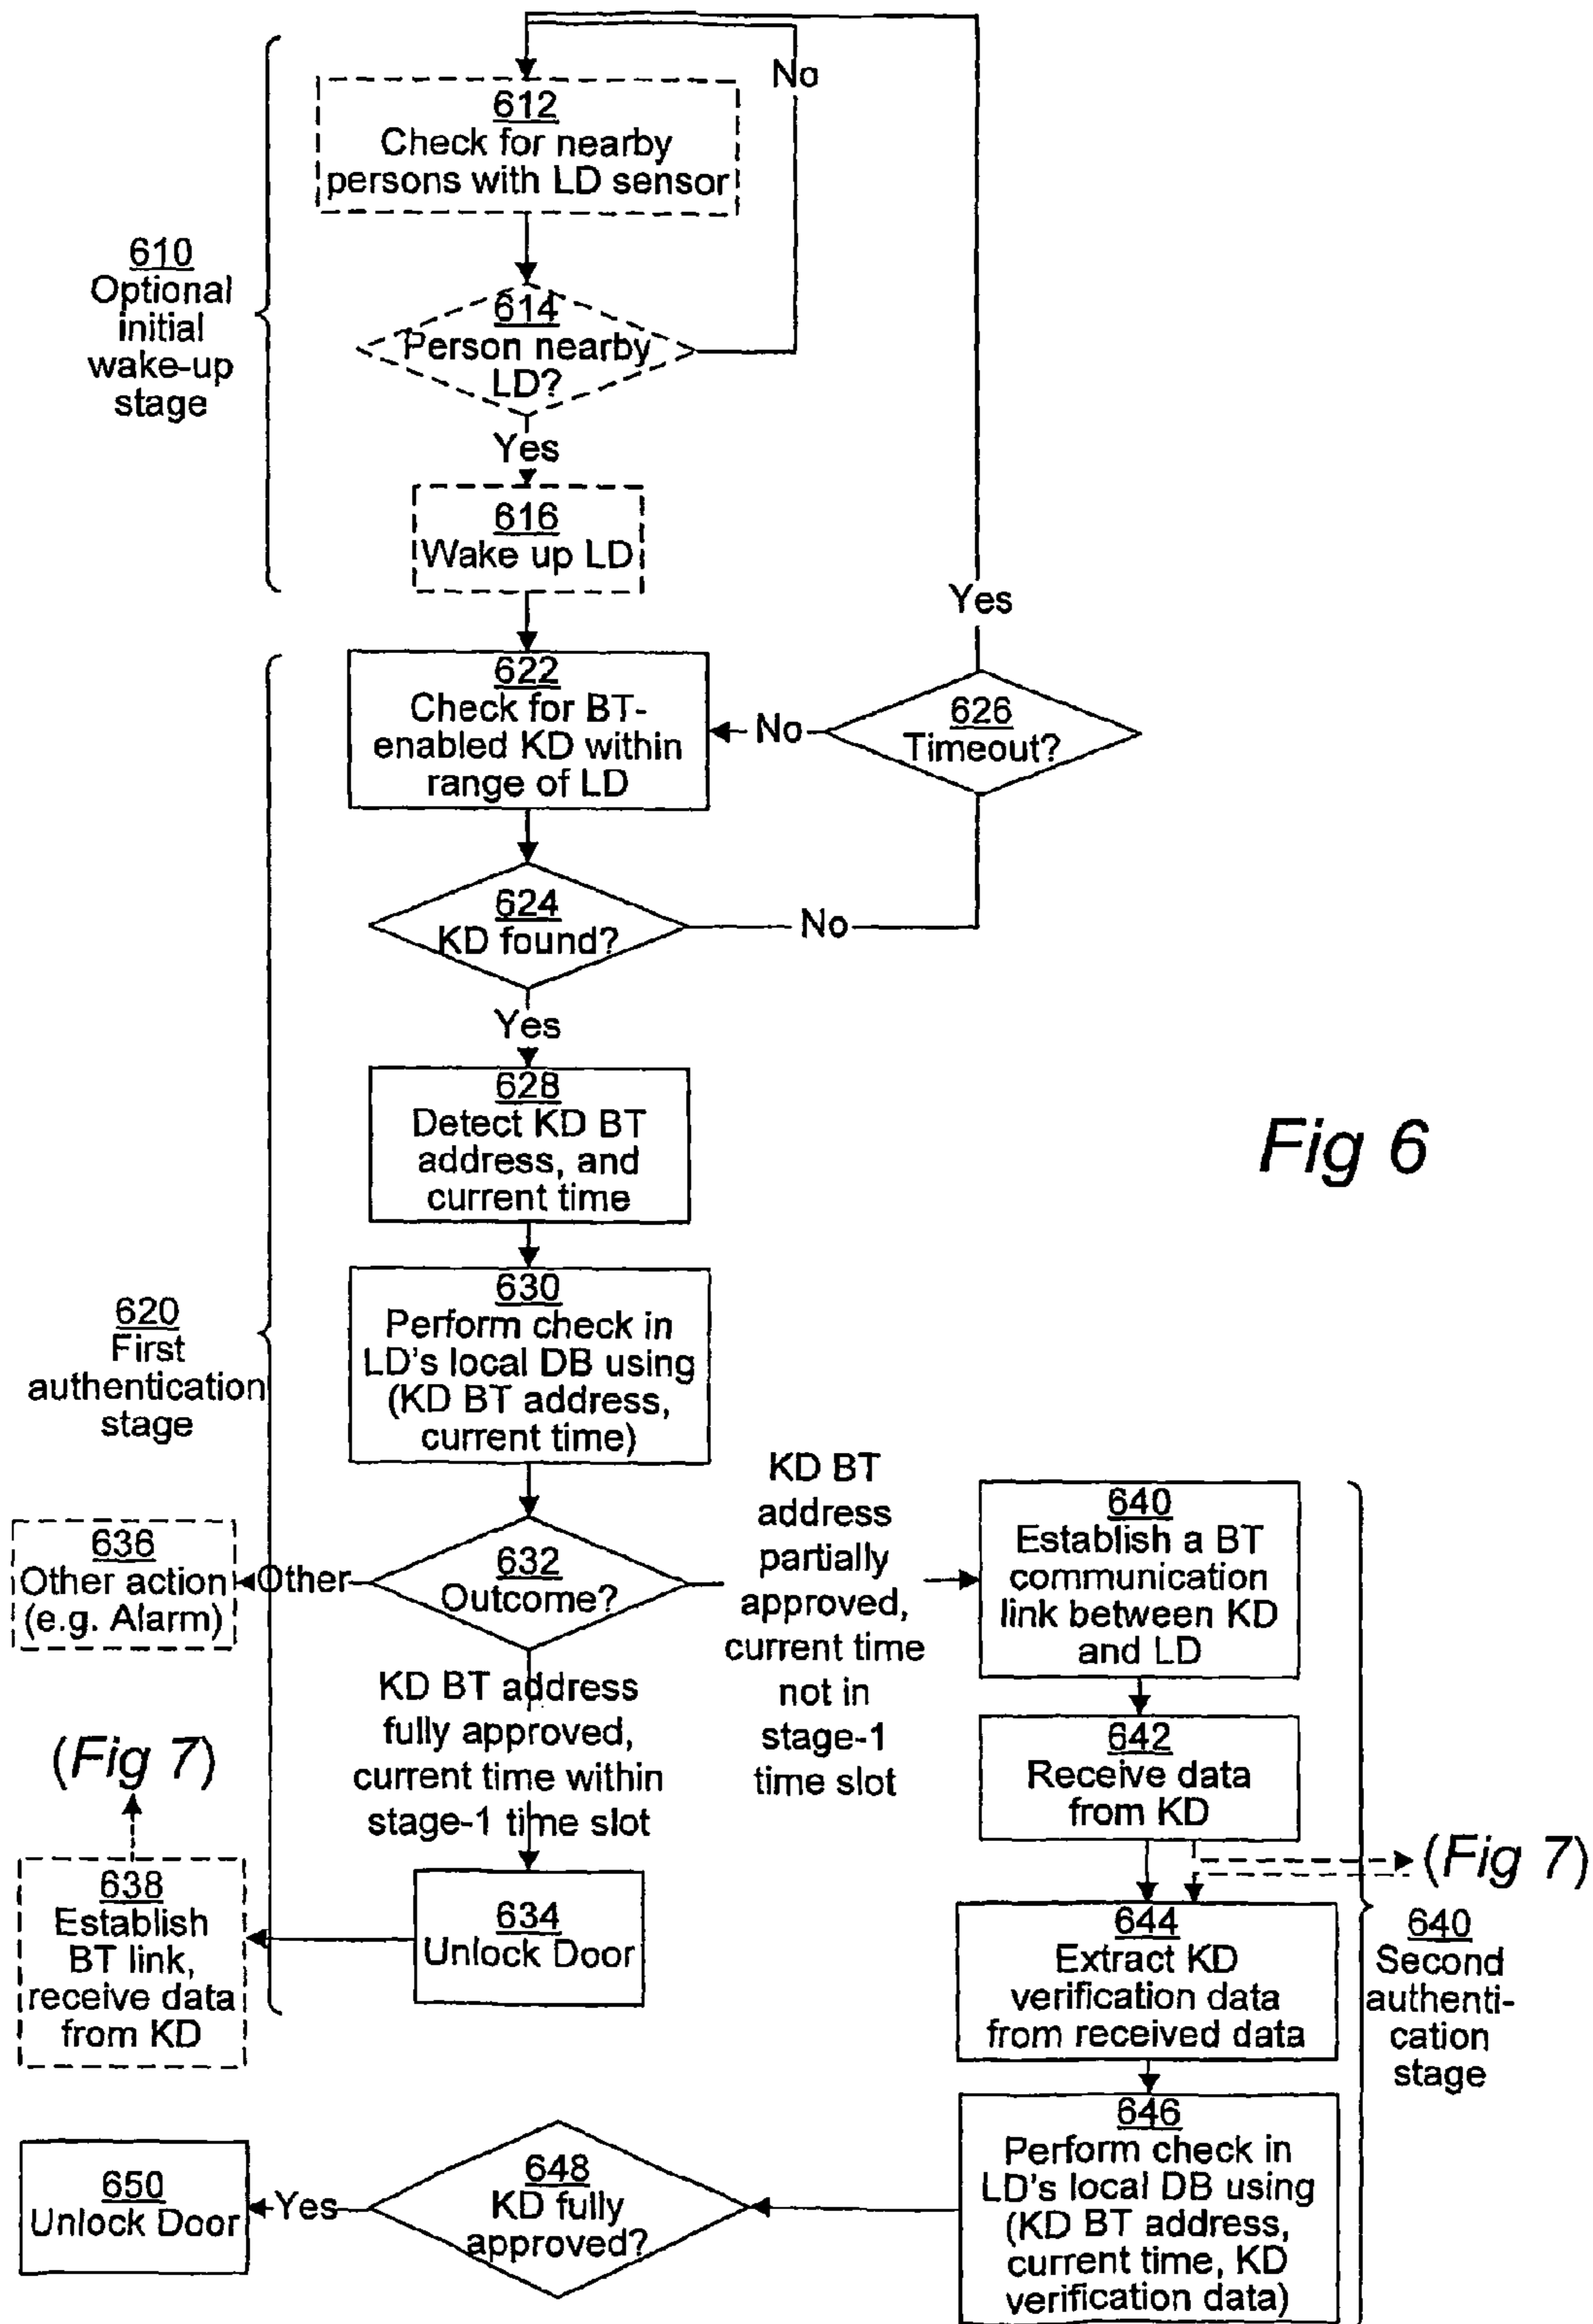 No
612
Check for nearby
persons with LD sensor
610
Optional
initial
wake-up
stage
614
Person nearby
LD?
Yes
616
Wake up LD
Yes
622
Check for BT-
enabled KD within
range of LD
No
626
Timeout?
624
KD found?
No
Yes
628
Detect KD BT
address, and
current time
Fig 6
630
Perform check in
LD's local DB using
(KD BT address,
current time)
620
First
authentication
stage
KD BT
address
partially
approved,
current time
not in
stage-1
time slot
640
Establish a BT
communication
link between KD
and LD
636
Other action
(e.g. Alarm)
Other
632
Outcome?
KD BT address
fully approved,
current time within
stage-1 time slot
642
Receive data
from KD
(Fig 7)
(Fig 7)
638
Establish
BT link,
receive data
from KD
634
Unlock Door
644
Extract KD
verification data
from received data
640
Second
authenti-
cation
stage
646
Perform check in
LD's local DB using
(KD BT address,
current time, KD
verification data)
648
KD fully
approved?
Yes
650
Unlock Door